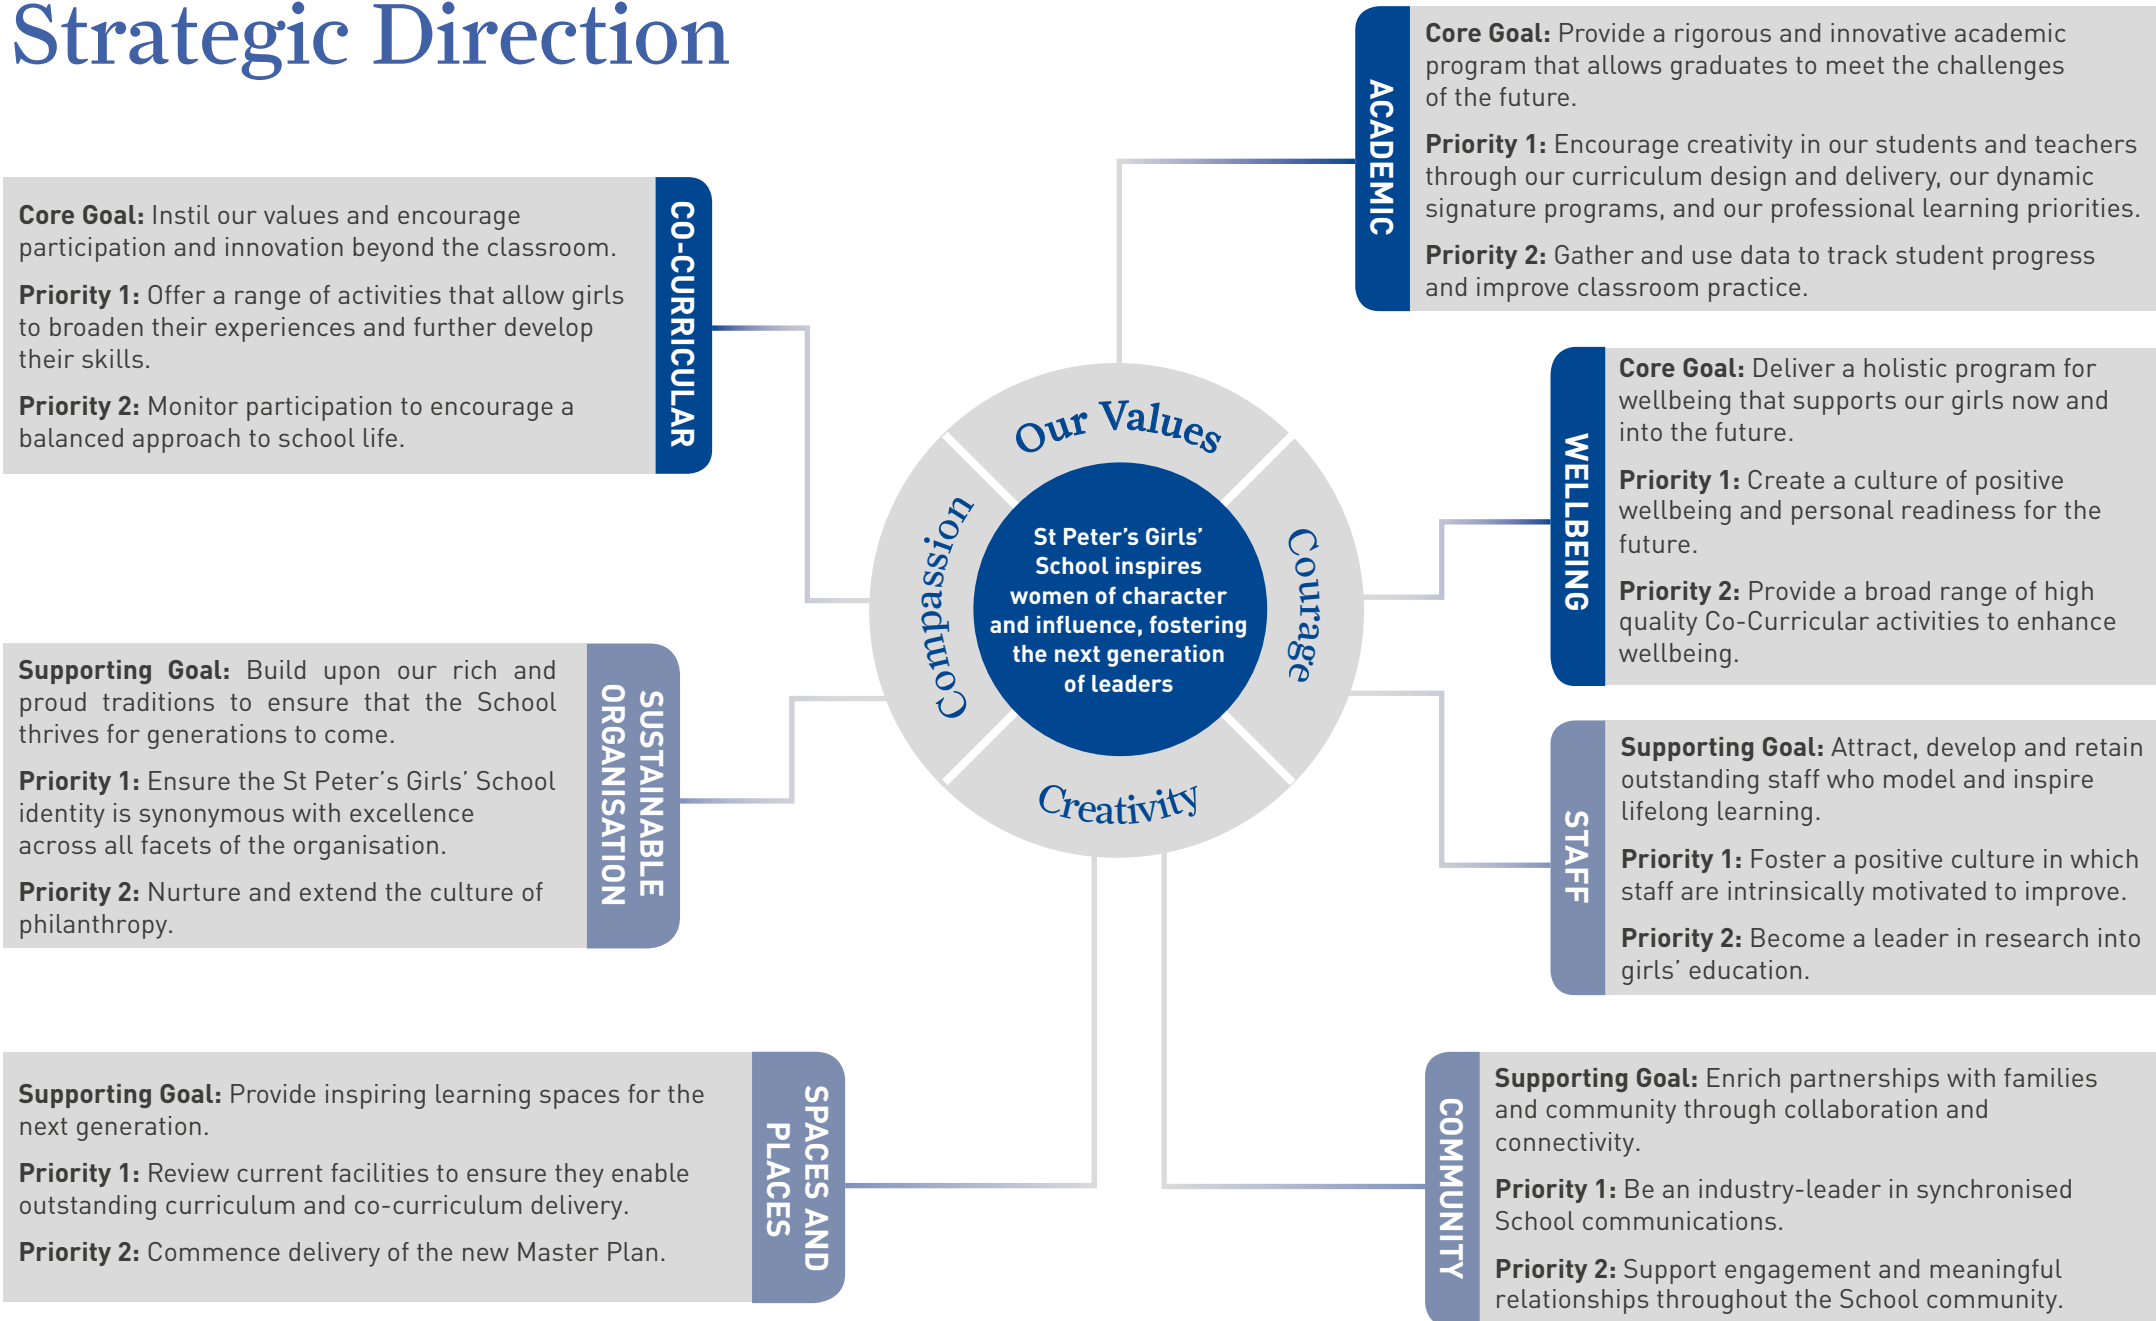 Strategic Direction
CO-CURRICULAR
Core Goal: Instil our values and encourage
participation and innovation beyond the classroom.
Priority 1: Offer a range of activities that allow girls
to broaden their experiences and further develop
their skills.
Priority 2: Monitor participation to encourage a
balanced approach to school life.
SUSTAINABLE
ORGANISATION
Supporting Goal: Build upon our rich and
proud traditions to ensure that the School
thrives for generations to come.
Priority 1: Ensure the St Peter's Girls' School
identity is synonymous with excellence
across all facets of the organisation.
Priority 2: Nurture and extend the culture of
philanthropy.
SPACES AND
PLACES
Supporting Goal: Provide inspiring learning spaces for the
next generation.
Priority 1: Review current facilities to ensure they enable
outstanding curriculum and co-curriculum delivery.
Priority 2: Commence delivery of the new Master Plan.
Our Values
Compassion
Courage
Creativity
St Peter's Girls'
School inspires
women of character
and influence, fostering
the next generation
of leaders
ACADEMIC
Core Goal: Provide a rigorous and innovative academic
program that allows graduates to meet the challenges
of the future.
Priority 1: Encourage creativity in our students and teachers
through our curriculum design and delivery, our dynamic
signature programs, and our professional learning priorities.
Priority 2: Gather and use data to track student progress
and improve classroom practice.
WELLBEING
Core Goal: Deliver a holistic program for
wellbeing that supports our girls now and
into the future.
Priority 1: Create a culture of positive
wellbeing and personal readiness for the
future.
Priority 2: Provide a broad range of high
quality Co-Curricular activities to enhance
wellbeing.
STAFF
Supporting Goal: Attract, develop and retain
outstanding staff who model and inspire
lifelong learning.
Priority 1: Foster a positive culture in which
staff are intrinsically motivated to improve.
Priority 2: Become a leader in research into
girls' education.
COMMUNITY
Supporting Goal: Enrich partnerships with families
and community through collaboration and
connectivity.
Priority 1: Be an industry-leader in synchronised
School communications.
Priority 2: Support engagement and meaningful
relationships throughout the School community.